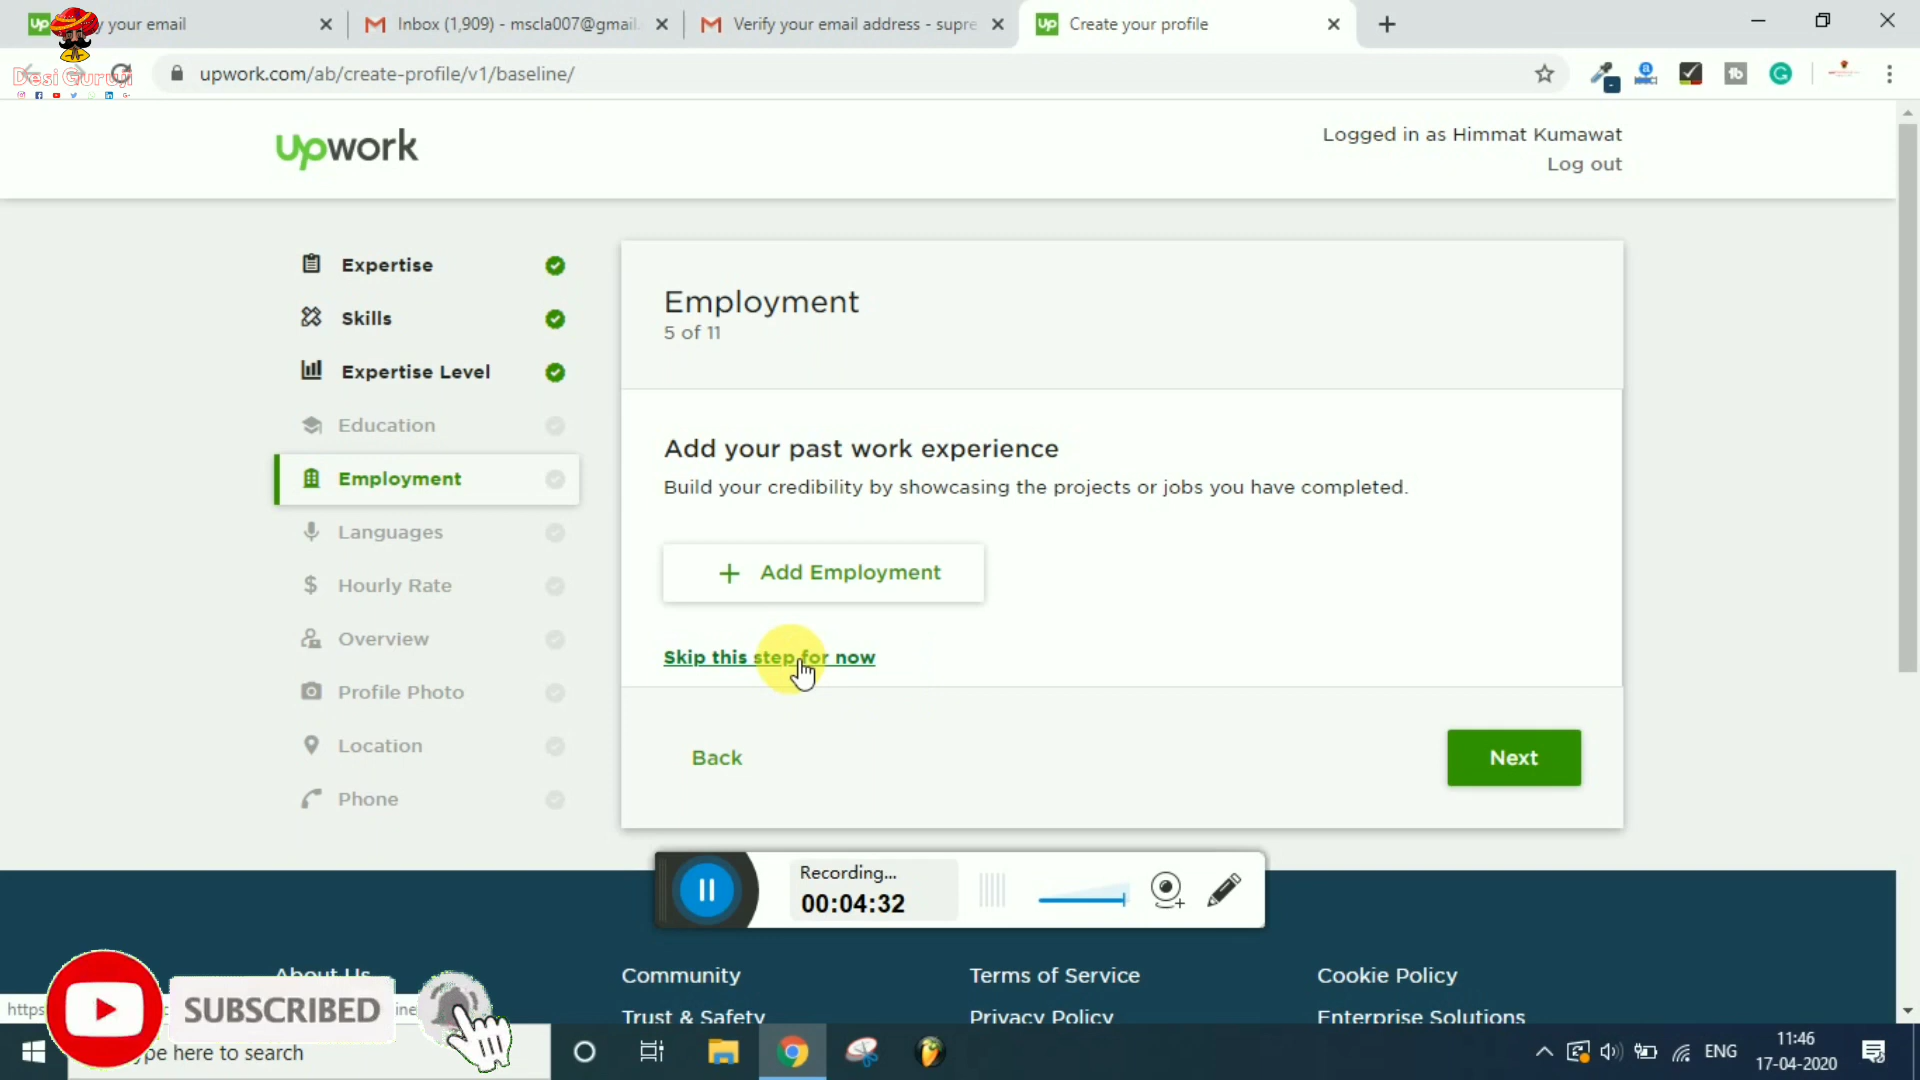 your email
Inbox (1,909) - mscla007@gmail.
Verify your email address - supre
Create your profile
Desi Guruji
upwork.com/ab/create-profile/v1/baseline/
upwork
Logged in as Himmat Kumawat
Log out
Expertise
Skills
Expertise Level
Education
Employment
Languages
Hourly Rate
Overview
Profile Photo
Location
Phone
Employment
5 of 11
Add your past work experience
Build your credibility by showcasing the projects or jobs you have completed.
+ Add Employment
Skip this step for now
Back
Next
Recording...
00:04:32
About Us
Community
Terms of Service
Cookie Policy
Trust & Safety
Privacy Policy
Enterprise Solutions
https
SUBSCRIBED
here to search
ENG
11:46
17-04-2020